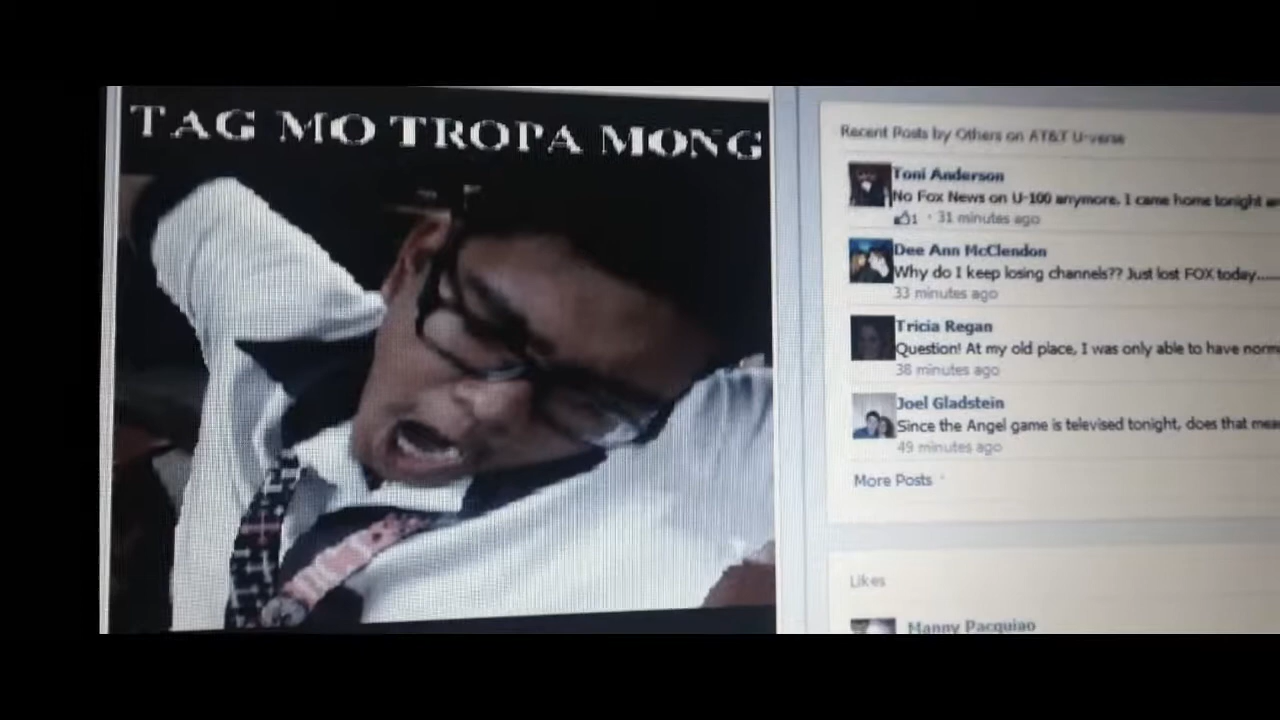 TAG MO TROPA MONG
Recent Posts by Others on AT&T U-verse
Toni Anderson
No Fox News on U-100 anymore. I came home tonight
1 · 31 minutes ago
Dee Ann McClendon
Why do I keep losing channels?? Just lost FOX today.....
33 minutes ago
Tricia Regan
Question! At my old place, I was only able to have
38 minutes ago
Joel Gladstein
Since the Angel game is televised tonight, does that
49 minutes ago
More Posts
Likes
Manny Pacquiao